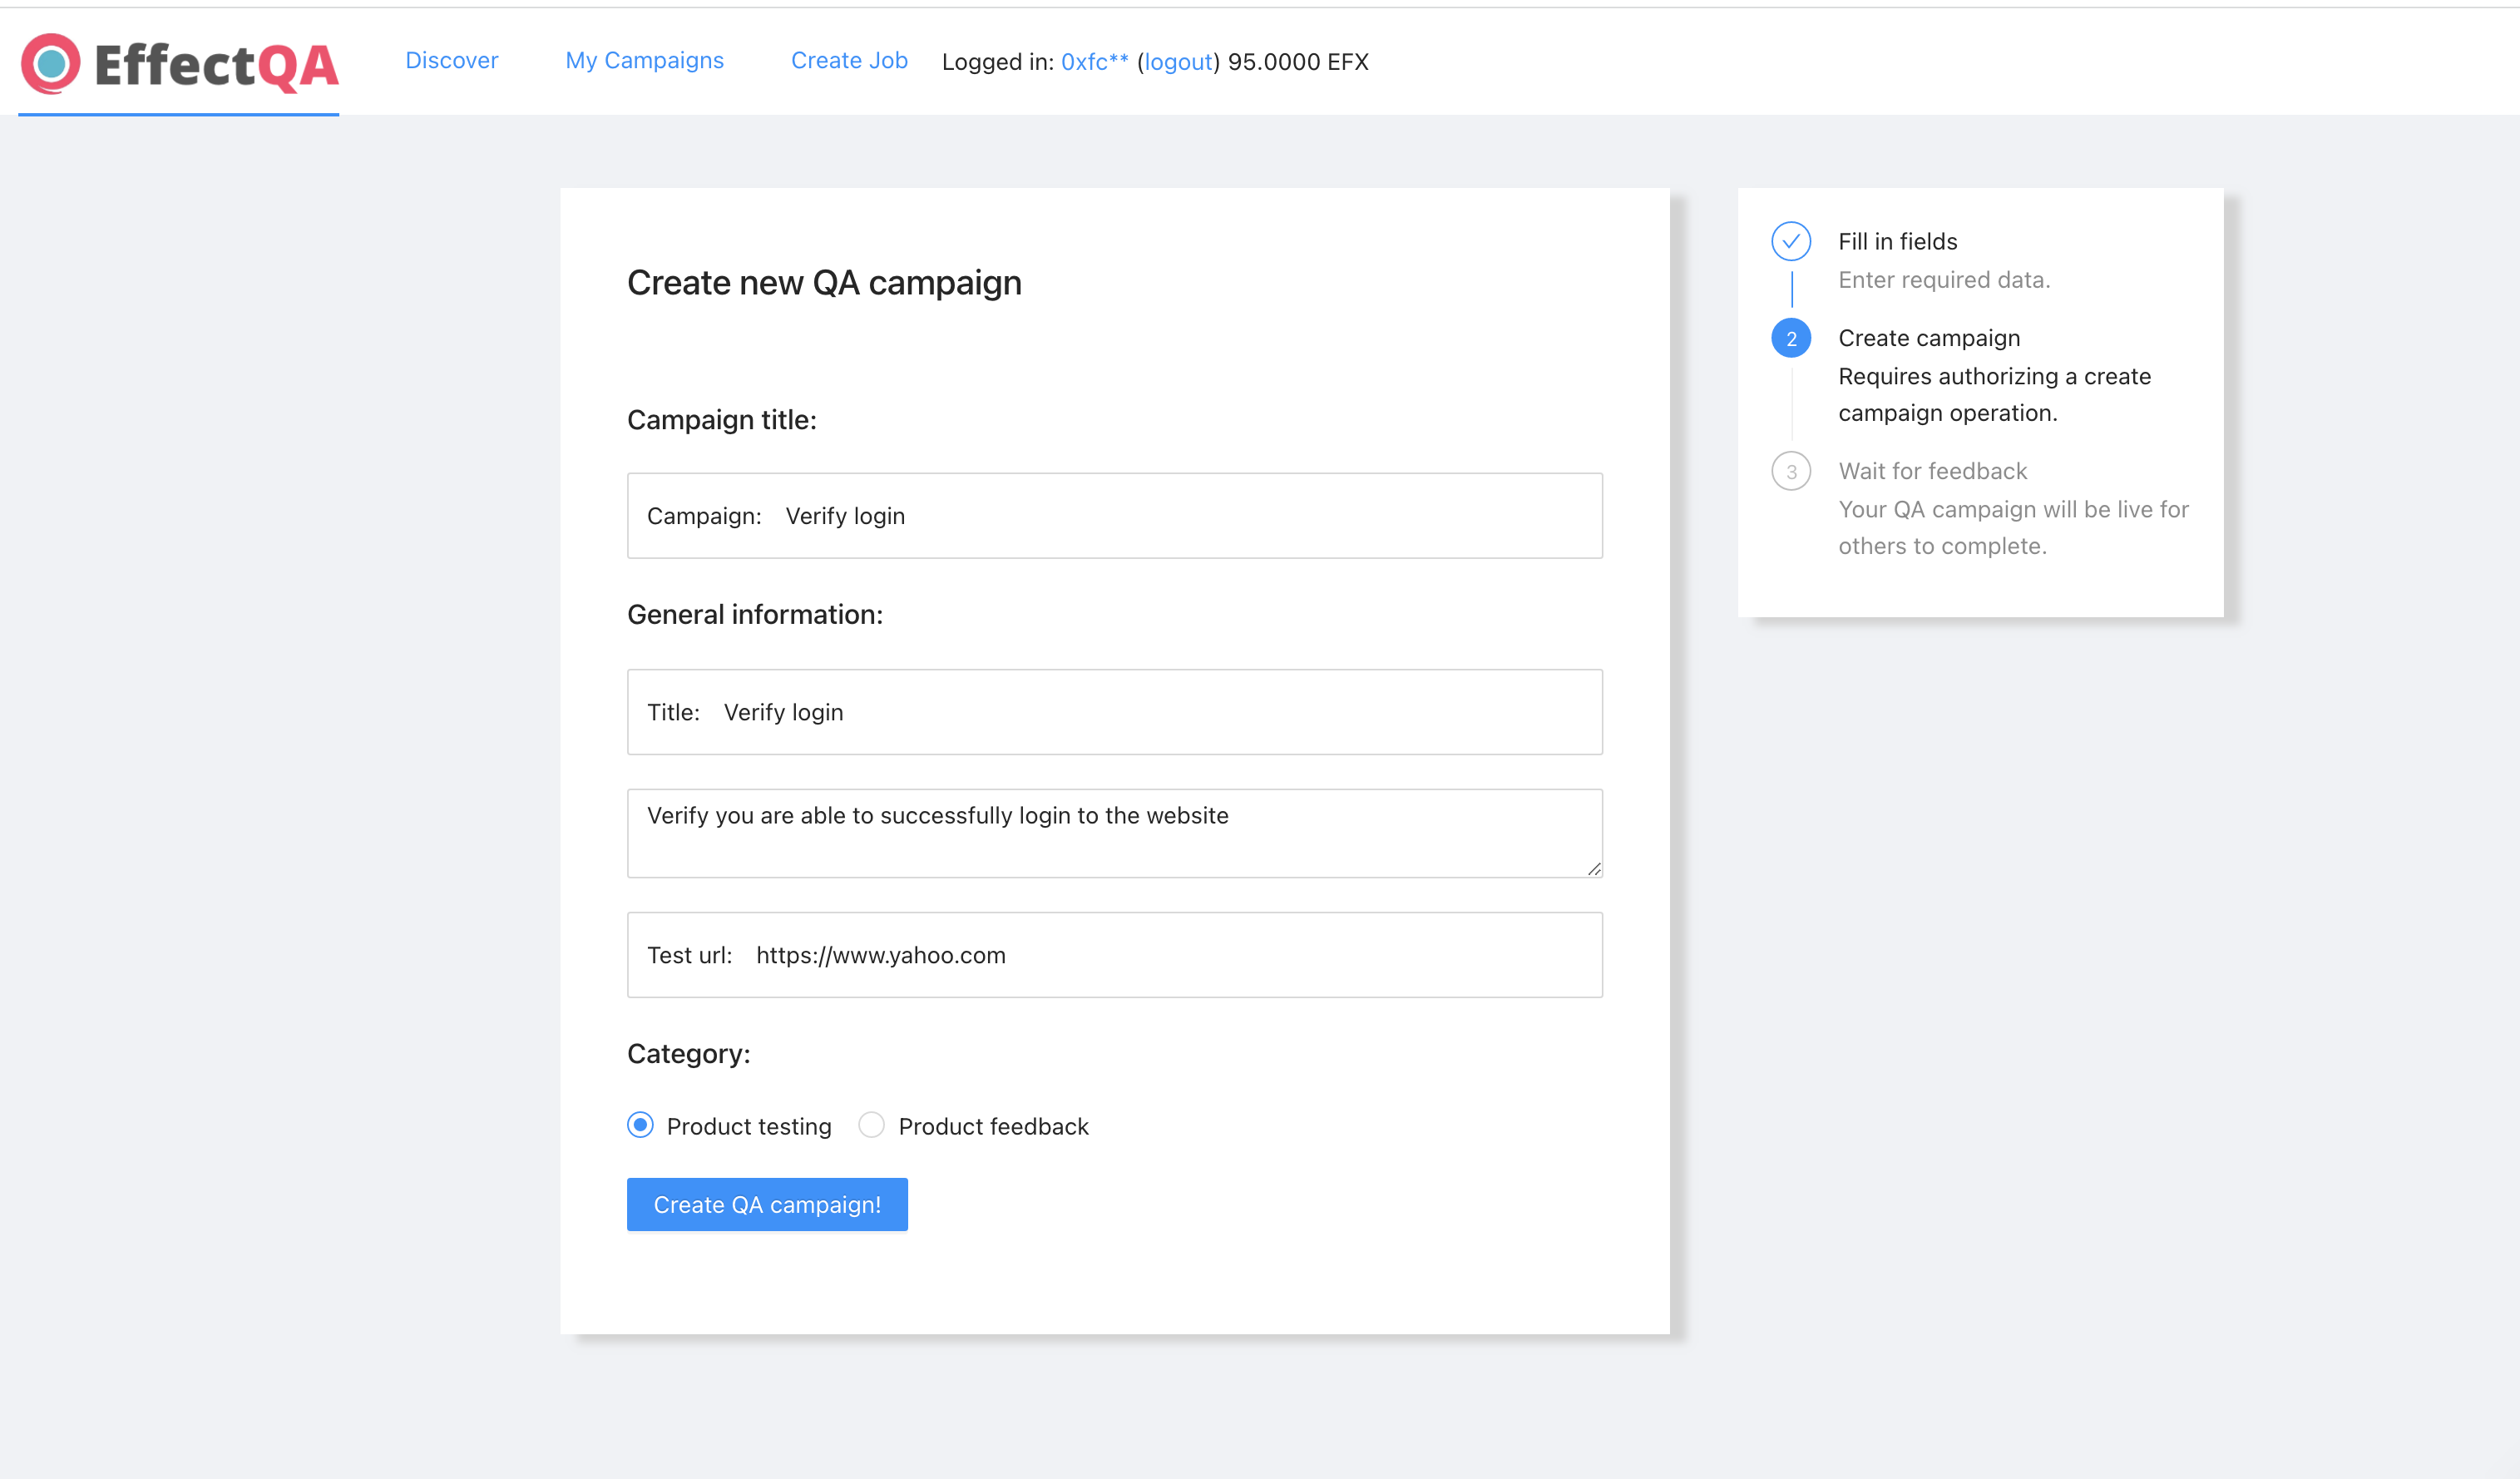 EffectQA
Discover My Campaigns Create Job Logged in: 0xfc** (logout) 95.0000 EFX
Create new QA campaign
Campaign title:
Campaign: Verify login
General information:
Title: Verify login
Verify you are able to successfully login to the website
Test url: https://www.yahoo.com
Category:
Product testing Product feedback
Create QA campaign!
Fill in fields
Enter required data.
2 Create campaign
Requires authorizing a create
campaign operation.
3 Wait for feedback
Your QA campaign will be live for
others to complete.